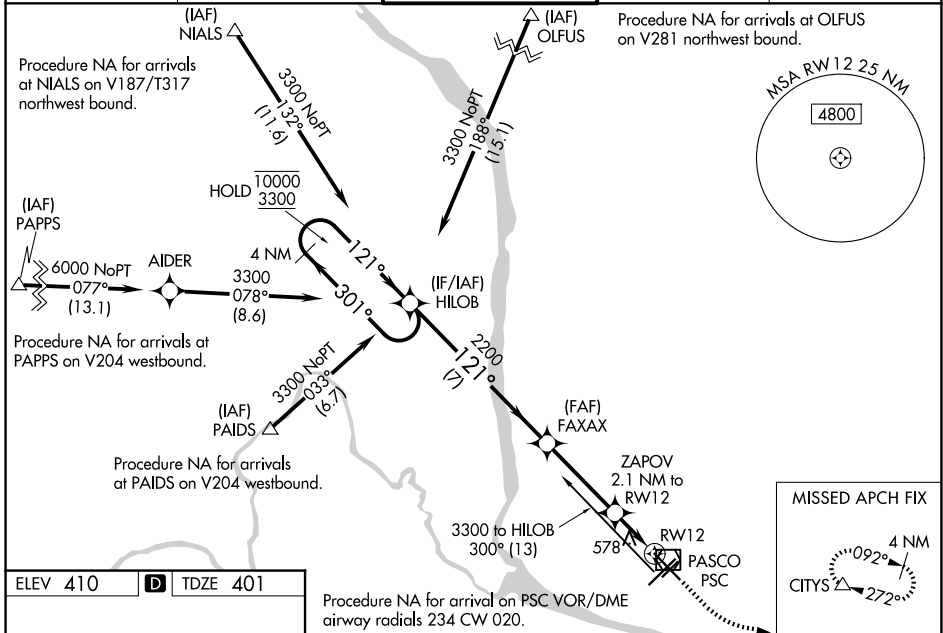 (IAF)
NIALS
(IAF)
OLFUS
Procedure NA for arrivals at OLFUS
on V281 northwest bound.
Procedure NA for arrivals
at NIALS on V187/T317
northwest bound.
3300 NoPT
132°
(11.6)
3300 NoPT
188°
(15.1)
MSA RW12 25 NM
4800
HOLD
10000
3300
(IAF)
PAPPS
6000 NoPT
077°
(13.1)
AIDER
4 NM
121°
301°
3300
078°
(8.6)
(IF/IAF)
HILOB
Procedure NA for arrivals at
PAPPS on V204 westbound.
2200
121°
(7)
3300 NoPT
033°
(6.7)
(IAF)
PAIDS
(FAF)
FAXAX
Procedure NA for arrivals
at PAIDS on V204 westbound.
ZAPOV
2.1 NM to
RW12
3300 to HILOB
300° (13)
578
RW12
PASCO
PSC
MISSED APCH FIX
4 NM
092°
CITYS
272°
ELEV 410
D
TDZE 401
Procedure NA for arrival on PSC VOR/DME
airway radials 234 CW 020.